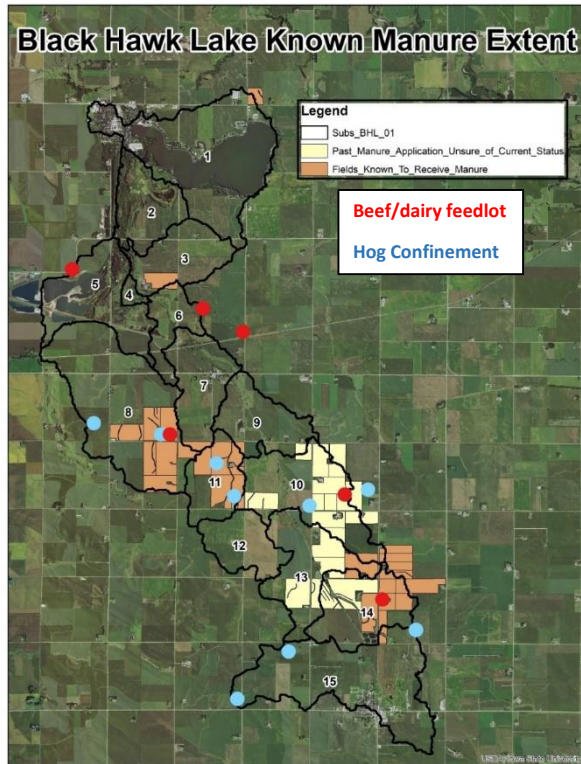 Black Hawk Lake Known Manure Extent
Legend
Subs_BHL_01
Past_Manure_Application_Unsure_of_Current_Status
Fields_Known_To_Receive_Manure
Beef/dairy feedlot
Hog Confinement
1
2
3
5
4
6
7
8
9
10
11
12
13
14
15